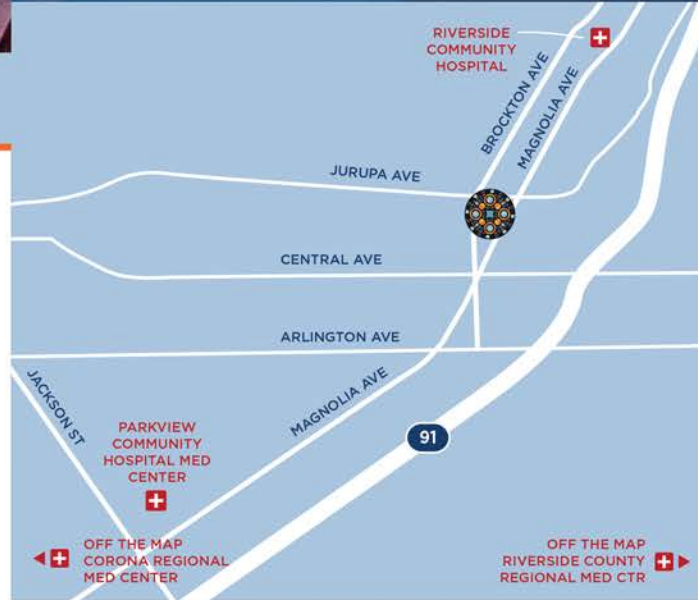 RIVERSIDE
COMMUNITY
HOSPITAL
BROCKTON AVE
MAGNOLIA AVE
JURUPA AVE
CENTRAL AVE
ARLINGTON AVE
JACKSON ST
MAGNOLIA AVE
91
PARKVIEW
COMMUNITY
HOSPITAL MED
CENTER
OFF THE MAP
CORONA REGIONAL
MED CENTER
OFF THE MAP
RIVERSIDE COUNTY
REGIONAL MED CTR